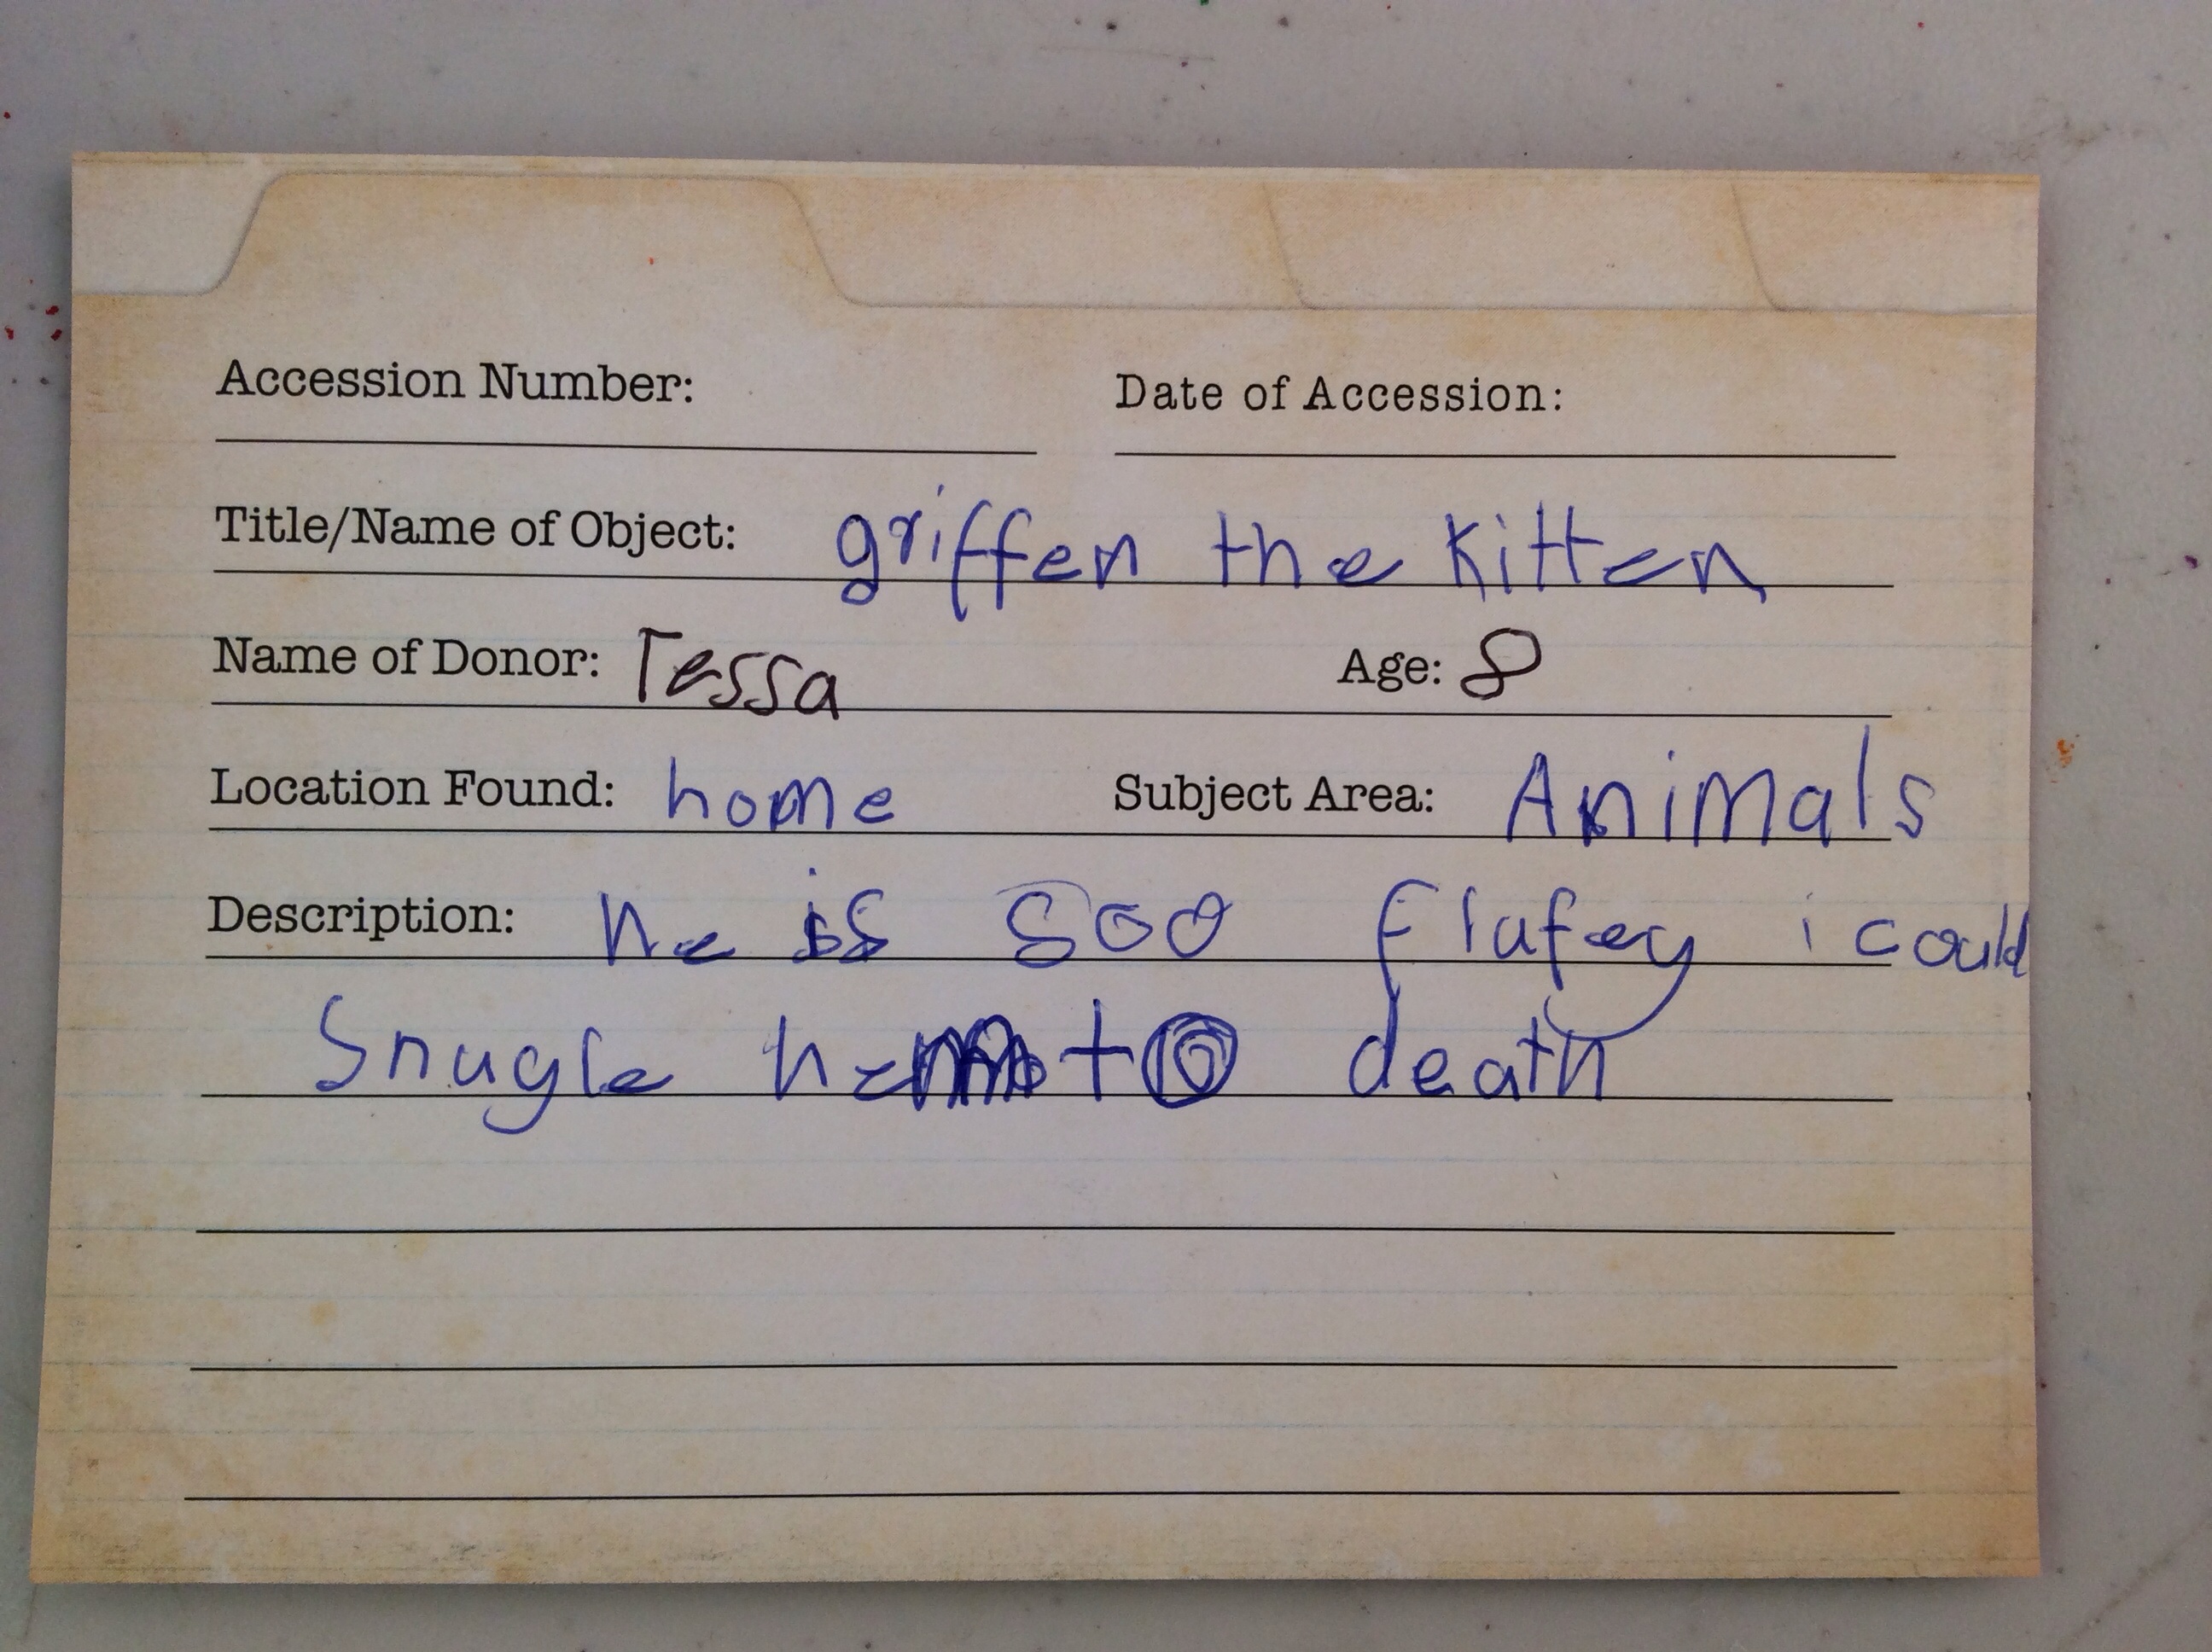 Accession Number: Date of Accession:
Title/Name of Object: griffen the kitten
Name of Donor: Tessa Age: 8
Location Found: home Subject Area: Animals
Description: he is soo flufey i could
Snugle hem to death